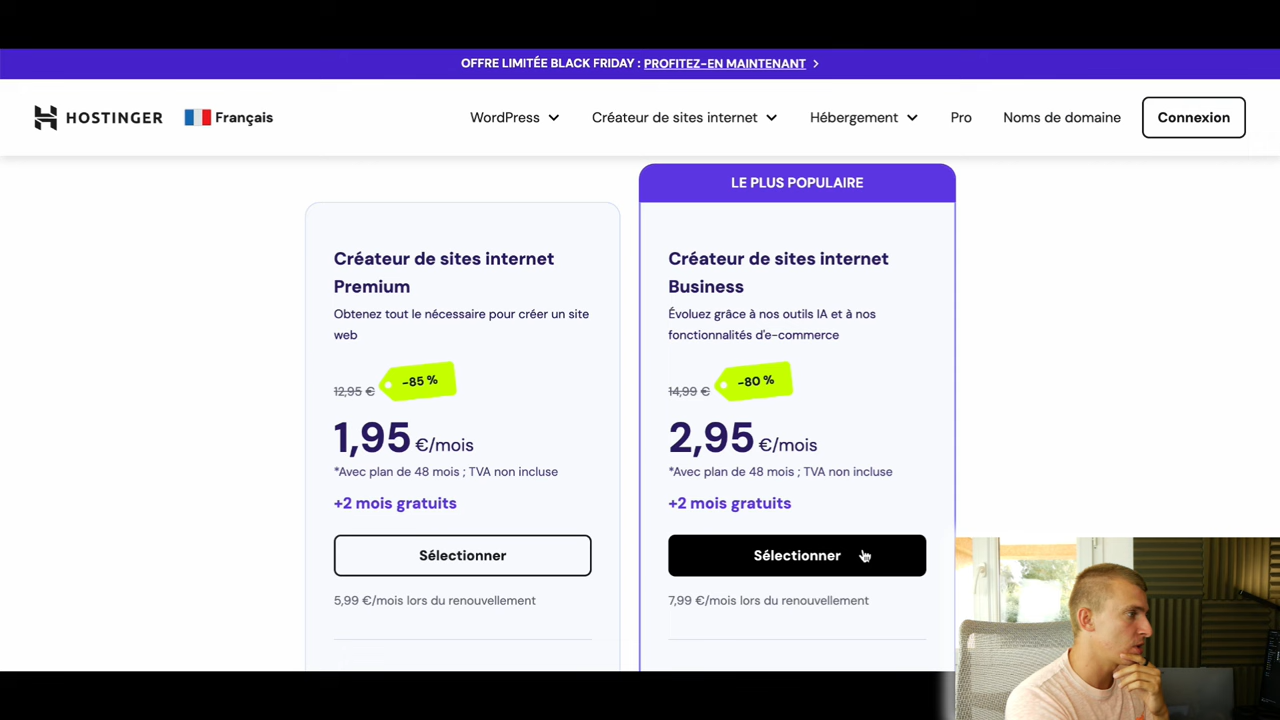 OFFRE LIMITÉE BLACK FRIDAY : PROFITEZ-EN MAINTENANT
HOSTINGER Français WordPress Créateur de sites internet Hébergement Pro Noms de domaine Connexion
LE PLUS POPULAIRE
Créateur de sites internet
Premium
Obtenez tout le nécessaire pour créer un site
web
12,95 € -85 %
1,95 €/mois
*Avec plan de 48 mois ; TVA non incluse
+2 mois gratuits
Sélectionner
5,99 €/mois lors du renouvellement
Créateur de sites internet
Business
Évoluez grâce à nos outils IA et à nos
fonctionnalités d'e-commerce
14,99 € -80 %
2,95 €/mois
*Avec plan de 48 mois ; TVA non incluse
+2 mois gratuits
Sélectionner
7,99 €/mois lors du renouvellement